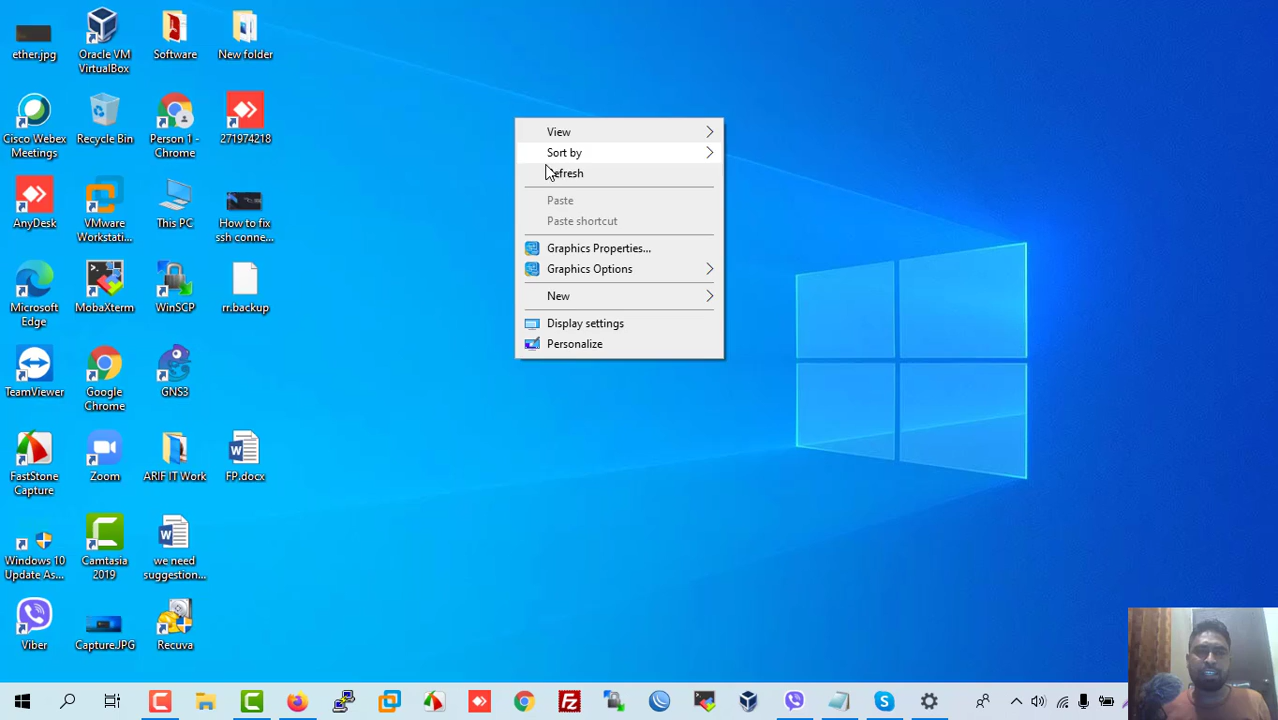 ether.jpg
Oracle VM
VirtualBox
Software
New folder
Cisco Webex
Meetings
Recycle Bin
Person 1 -
Chrome
271974218
AnyDesk
VMware
Workstati...
This PC
How to fix
ssh conne...
Microsoft
Edge
MobaXterm
WinSCP
rr.backup
TeamViewer
Google
Chrome
GNS3
FastStone
Capture
Zoom
ARIF IT Work
FP.docx
Windows 10
Update As...
Camtasia
2019
we need
suggestion...
Viber
Capture.JPG
Recuva
View
Sort by
efresh
Paste
Paste shortcut
Graphics Properties...
Graphics Options
New
Display settings
Personalize